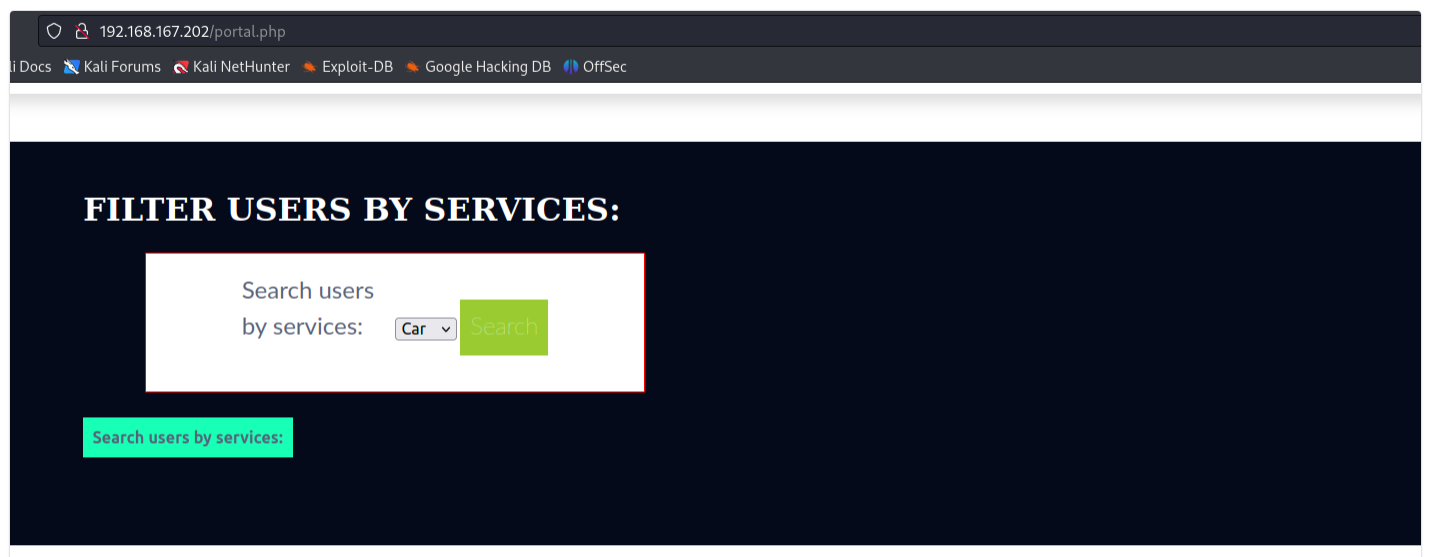 192.168.167.202/portal.php
li Docs Kali Forums Kali NetHunter Exploit-DB Google Hacking DB OffSec
FILTER USERS BY SERVICES:
Search users
by services: Car Search
Search users by services: